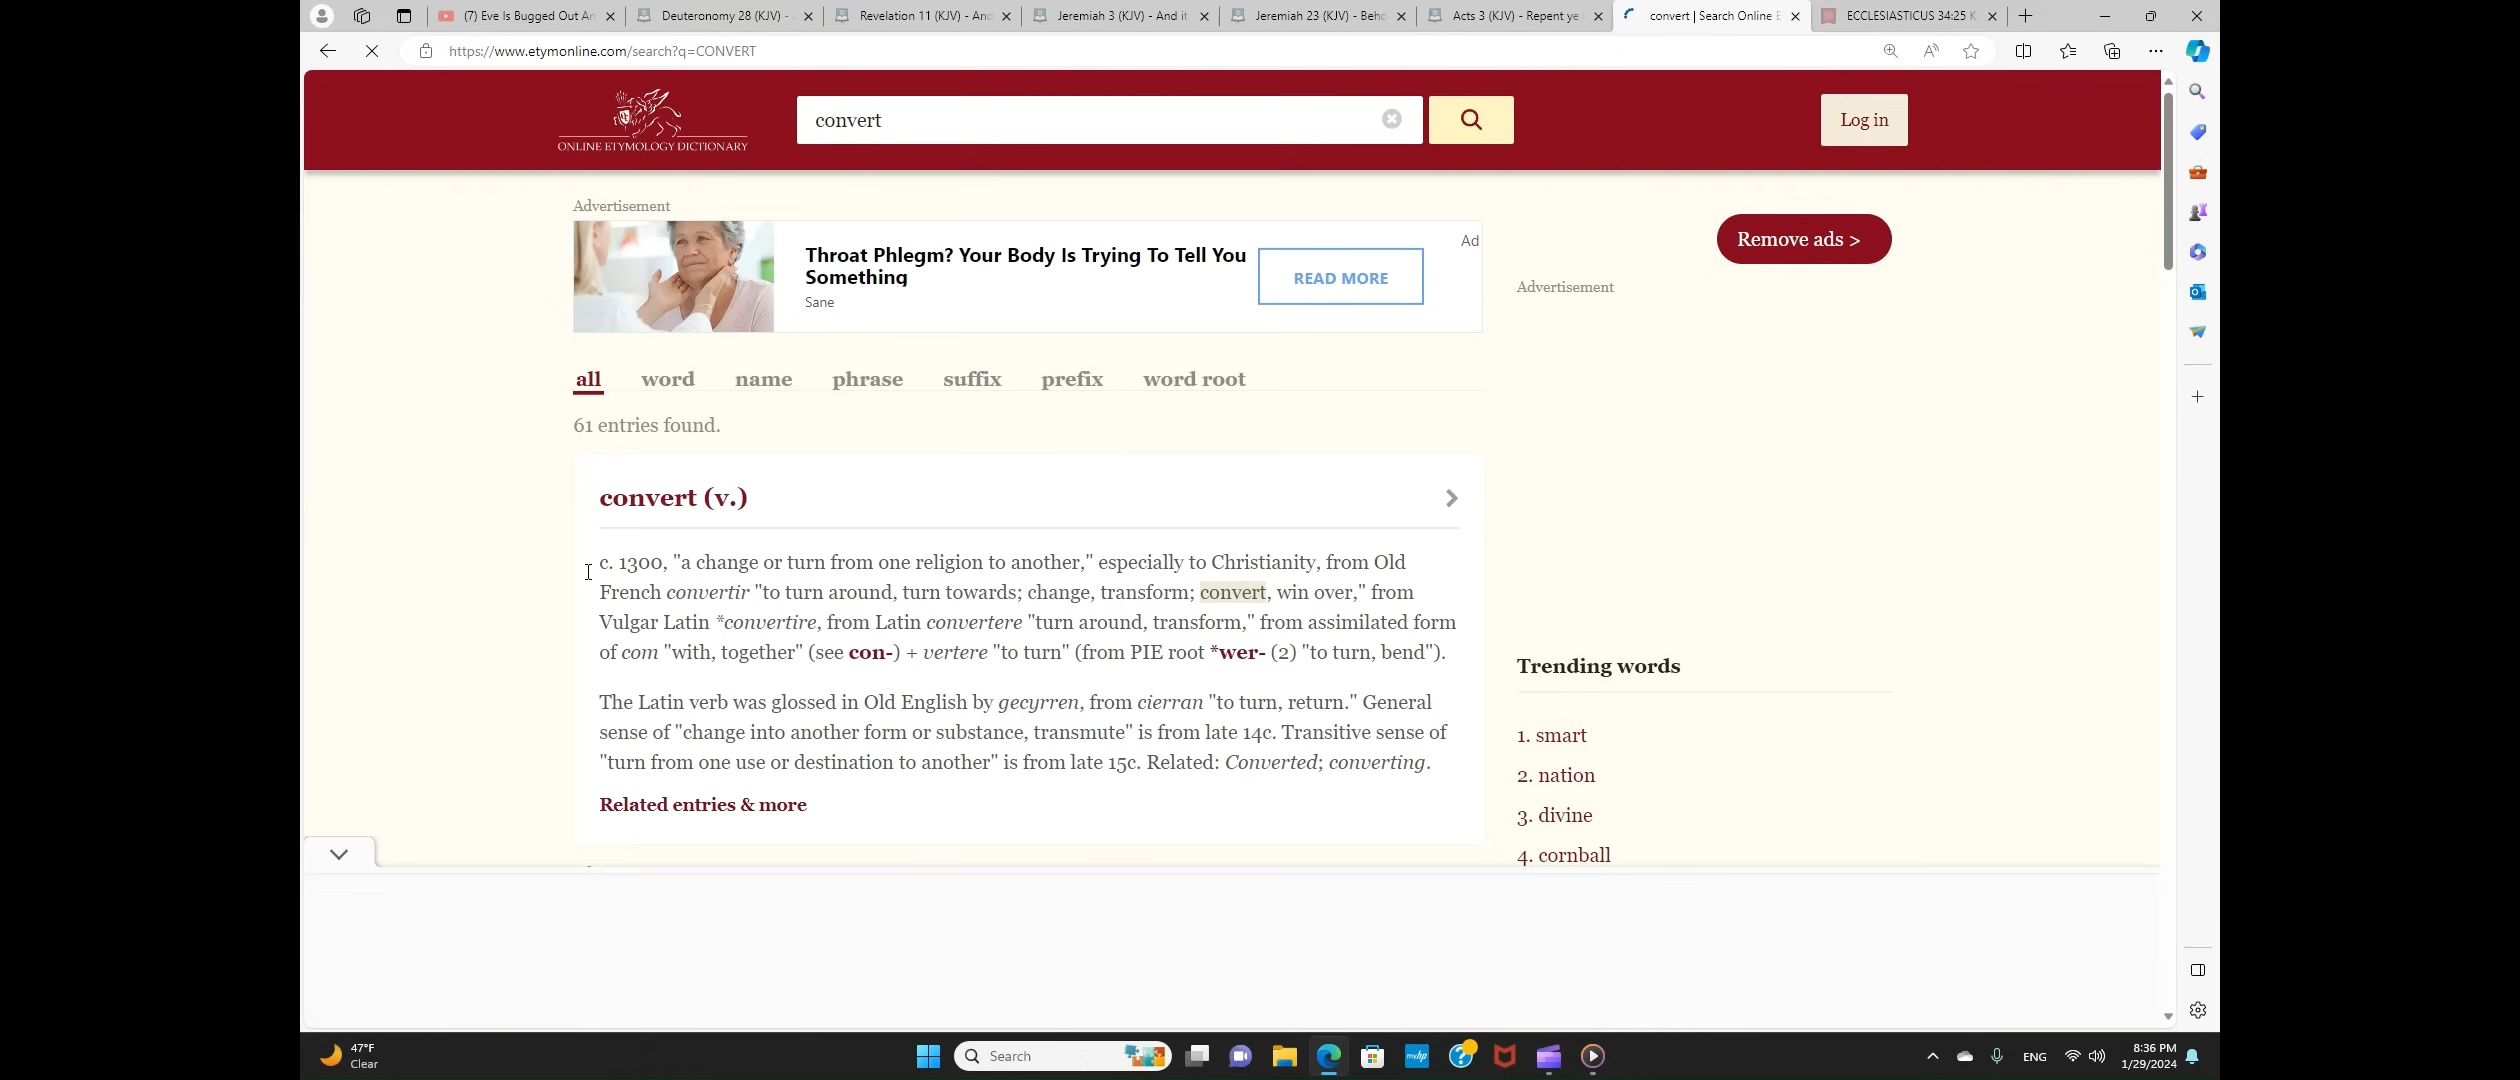 (7) Eve Is Bugged Out An
Deuteronomy 28 (KJV) -
Revelation 11 (KJV) - And
Jeremiah 3 (KJV) - And it
Jeremiah 23 (KJV) - Beho
Acts 3 (KJV) - Repent ye
convert | Search Online E
ECCLESIASTICUS 34:25 K
https://www.etymonline.com/search?q=CONVERT
ONLINE ETYMOLOGY DICTIONARY
convert
Log in
Advertisement
Throat Phlegm? Your Body Is Trying To Tell You
Something
Sane
READ MORE
Ad
Remove ads >
Advertisement
all word name phrase suffix prefix word root
61 entries found.
convert (v.)
c. 1300, "a change or turn from one religion to another," especially to Christianity, from Old
French convertir "to turn around, turn towards; change, transform; convert, win over," from
Vulgar Latin *convertire, from Latin convertere "turn around, transform," from assimilated form
of com "with, together" (see con-) + vertere "to turn" (from PIE root *wer- (2) "to turn, bend").
The Latin verb was glossed in Old English by gecyrren, from cierran "to turn, return." General
sense of "change into another form or substance, transmute" is from late 14c. Transitive sense of
"turn from one use or destination to another" is from late 15c. Related: Converted; converting.
Related entries & more
Trending words
1. smart
2. nation
3. divine
4. cornball
47°F
Clear
Search
myhp
ENG
8:36 PM
1/29/2024